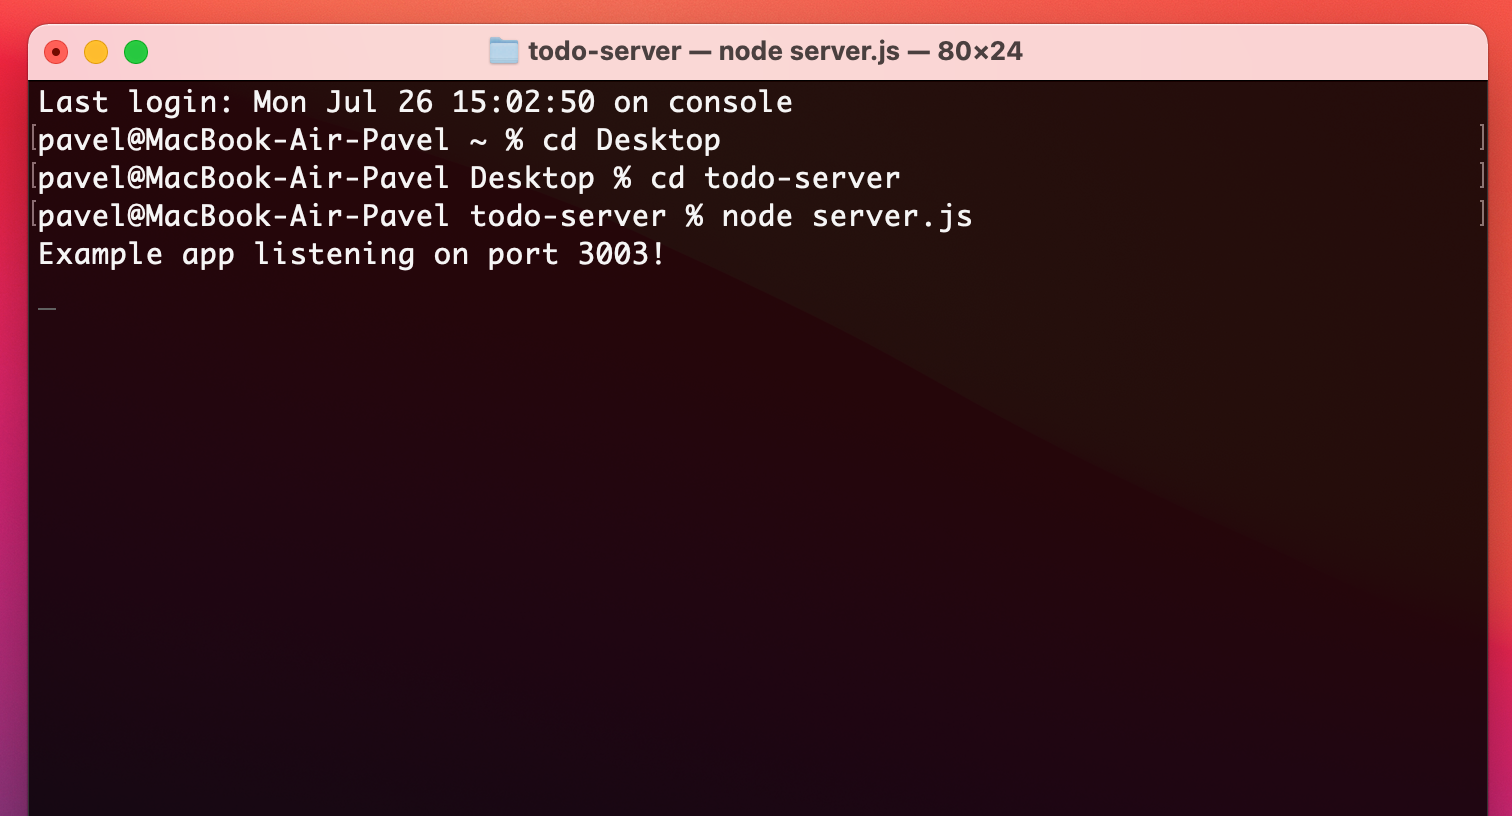 todo-server — node server.js — 80×24
Last login: Mon Jul 26 15:02:50 on console
[pavel@MacBook-Air-Pavel ~ % cd Desktop ]
[pavel@MacBook-Air-Pavel Desktop % cd todo-server ]
[pavel@MacBook-Air-Pavel todo-server % node server.js ]
Example app listening on port 3003!